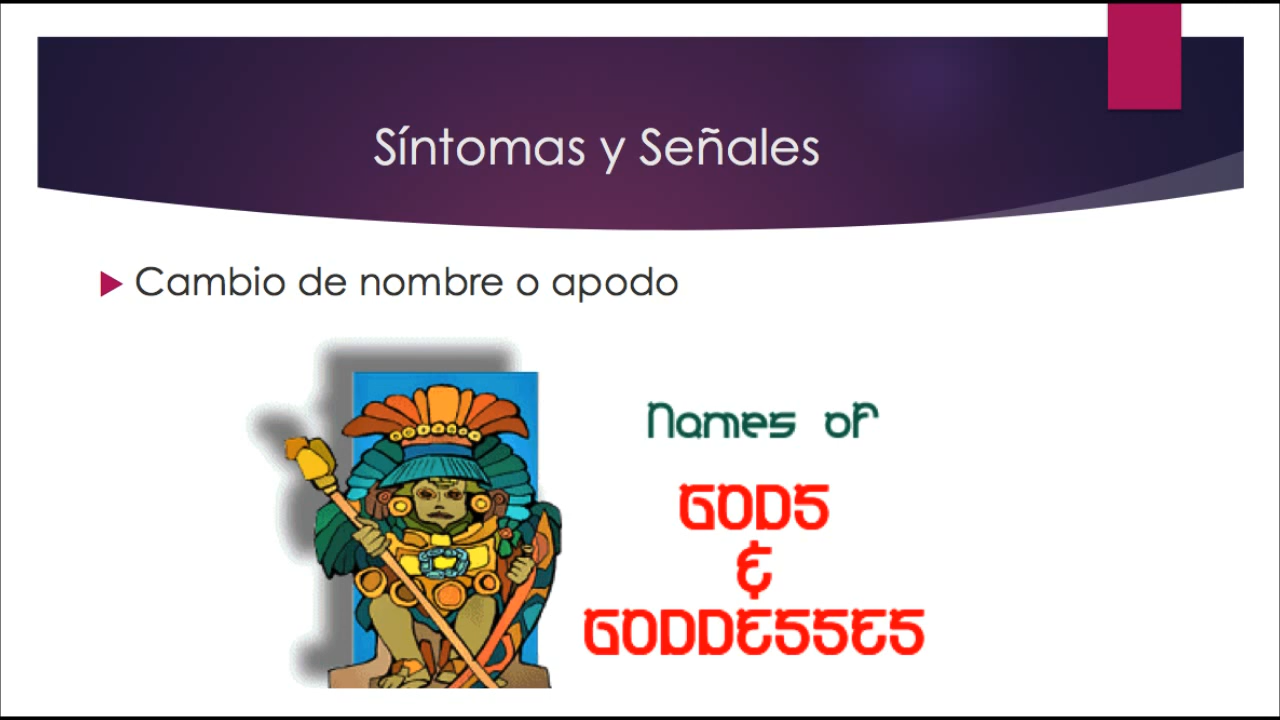 Síntomas y Señales
Cambio de nombre o apodo
Names of
GODS
&
GODDESSES